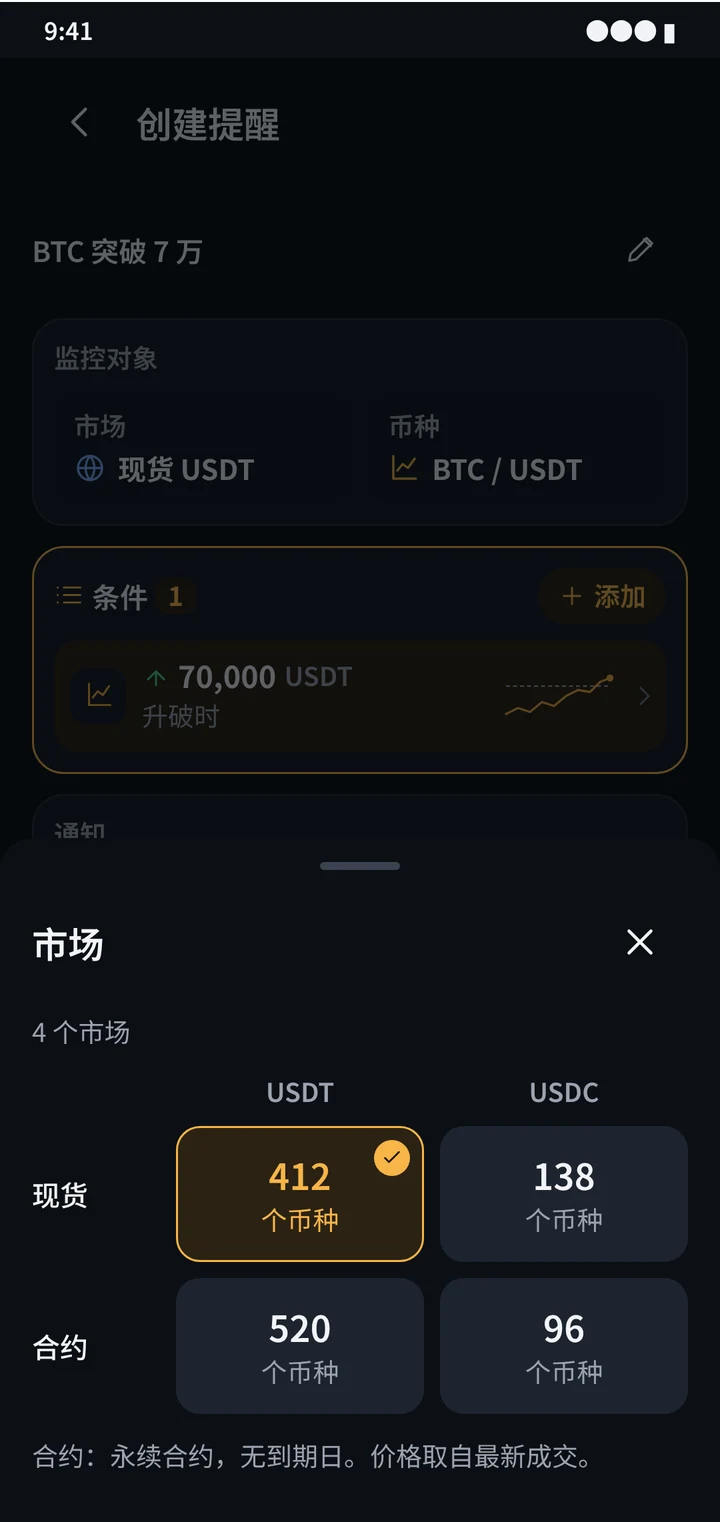 9:41
创建提醒
BTC 突破 7 万
监控对象
市场 币种
现货 USDT BTC / USDT
条件 1 + 添加
70,000 USDT
升破时
通知
市场
4 个市场
USDT USDC
现货 412 138
个币种 个币种
合约 520 96
个币种 个币种
合约：永续合约，无到期日。价格取自最新成交。